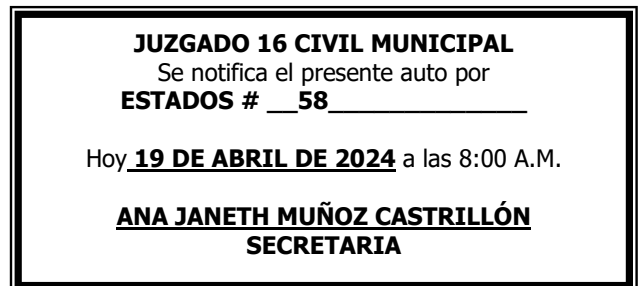 JUZGADO 16 CIVIL MUNICIPAL
Se notifica el presente auto por
ESTADOS # __58______________
Hoy 19 DE ABRIL DE 2024 a las 8:00 A.M.
ANA JANETH MUÑOZ CASTRILLÓN
SECRETARIA